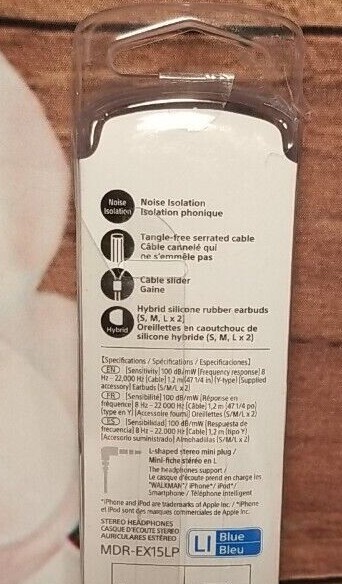 Noise
Isolation
Noise Isolation
Isolation phonique
Tangle-free serrated cable
Câble cannelé qui
ne s'emmêle pas
Cable slider
Gaine
Hybrid
Hybrid silicone rubber earbuds
(S, M, L x 2)
Oreillettes en caoutchouc de
silicone hybride (S, M, L x 2)
[Specifications / Spécifications / Especificaciones]
EN [Sensitivity] 100 dB/mW [Frequency response] 8
Hz - 22,000 Hz [Cable] 1.2 m (47 1/4 in) (Y-type) [Supplied
accessory] Earbuds (S/M/L x 2)
FR [Sensibilité] 100 dB/mW [Réponse en
fréquence] 8 Hz - 22 000 Hz [Câble] 1,2 m (47 1/4 po)
(type en Y) [Accessoire fourni] Oreillettes (S/M/L x 2)
ES [Sensibilidad] 100 dB/mW [Respuesta de
frecuencia] 8 Hz - 22 000 Hz [Cable] 1,2 m (tipo Y)
[Accesorio suministrado] Almohadillas (S/M/L x 2)
L-shaped stereo mini plug /
Mini-fiche stéréo en L
The headphones support /
Le casque d'écoute prend en charge les
"WALKMAN"/ iPhone*/ iPod*/
Smartphone / Téléphone intelligent
*iPhone and iPod are trademarks of Apple Inc. / *iPhone
et iPod sont des marques commerciales de Apple Inc.
STEREO HEADPHONES
CASQUE D'ÉCOUTE STÉRÉO
AURICULARES ESTÉREO
MDR-EX15LP
LI Blue
Bleu